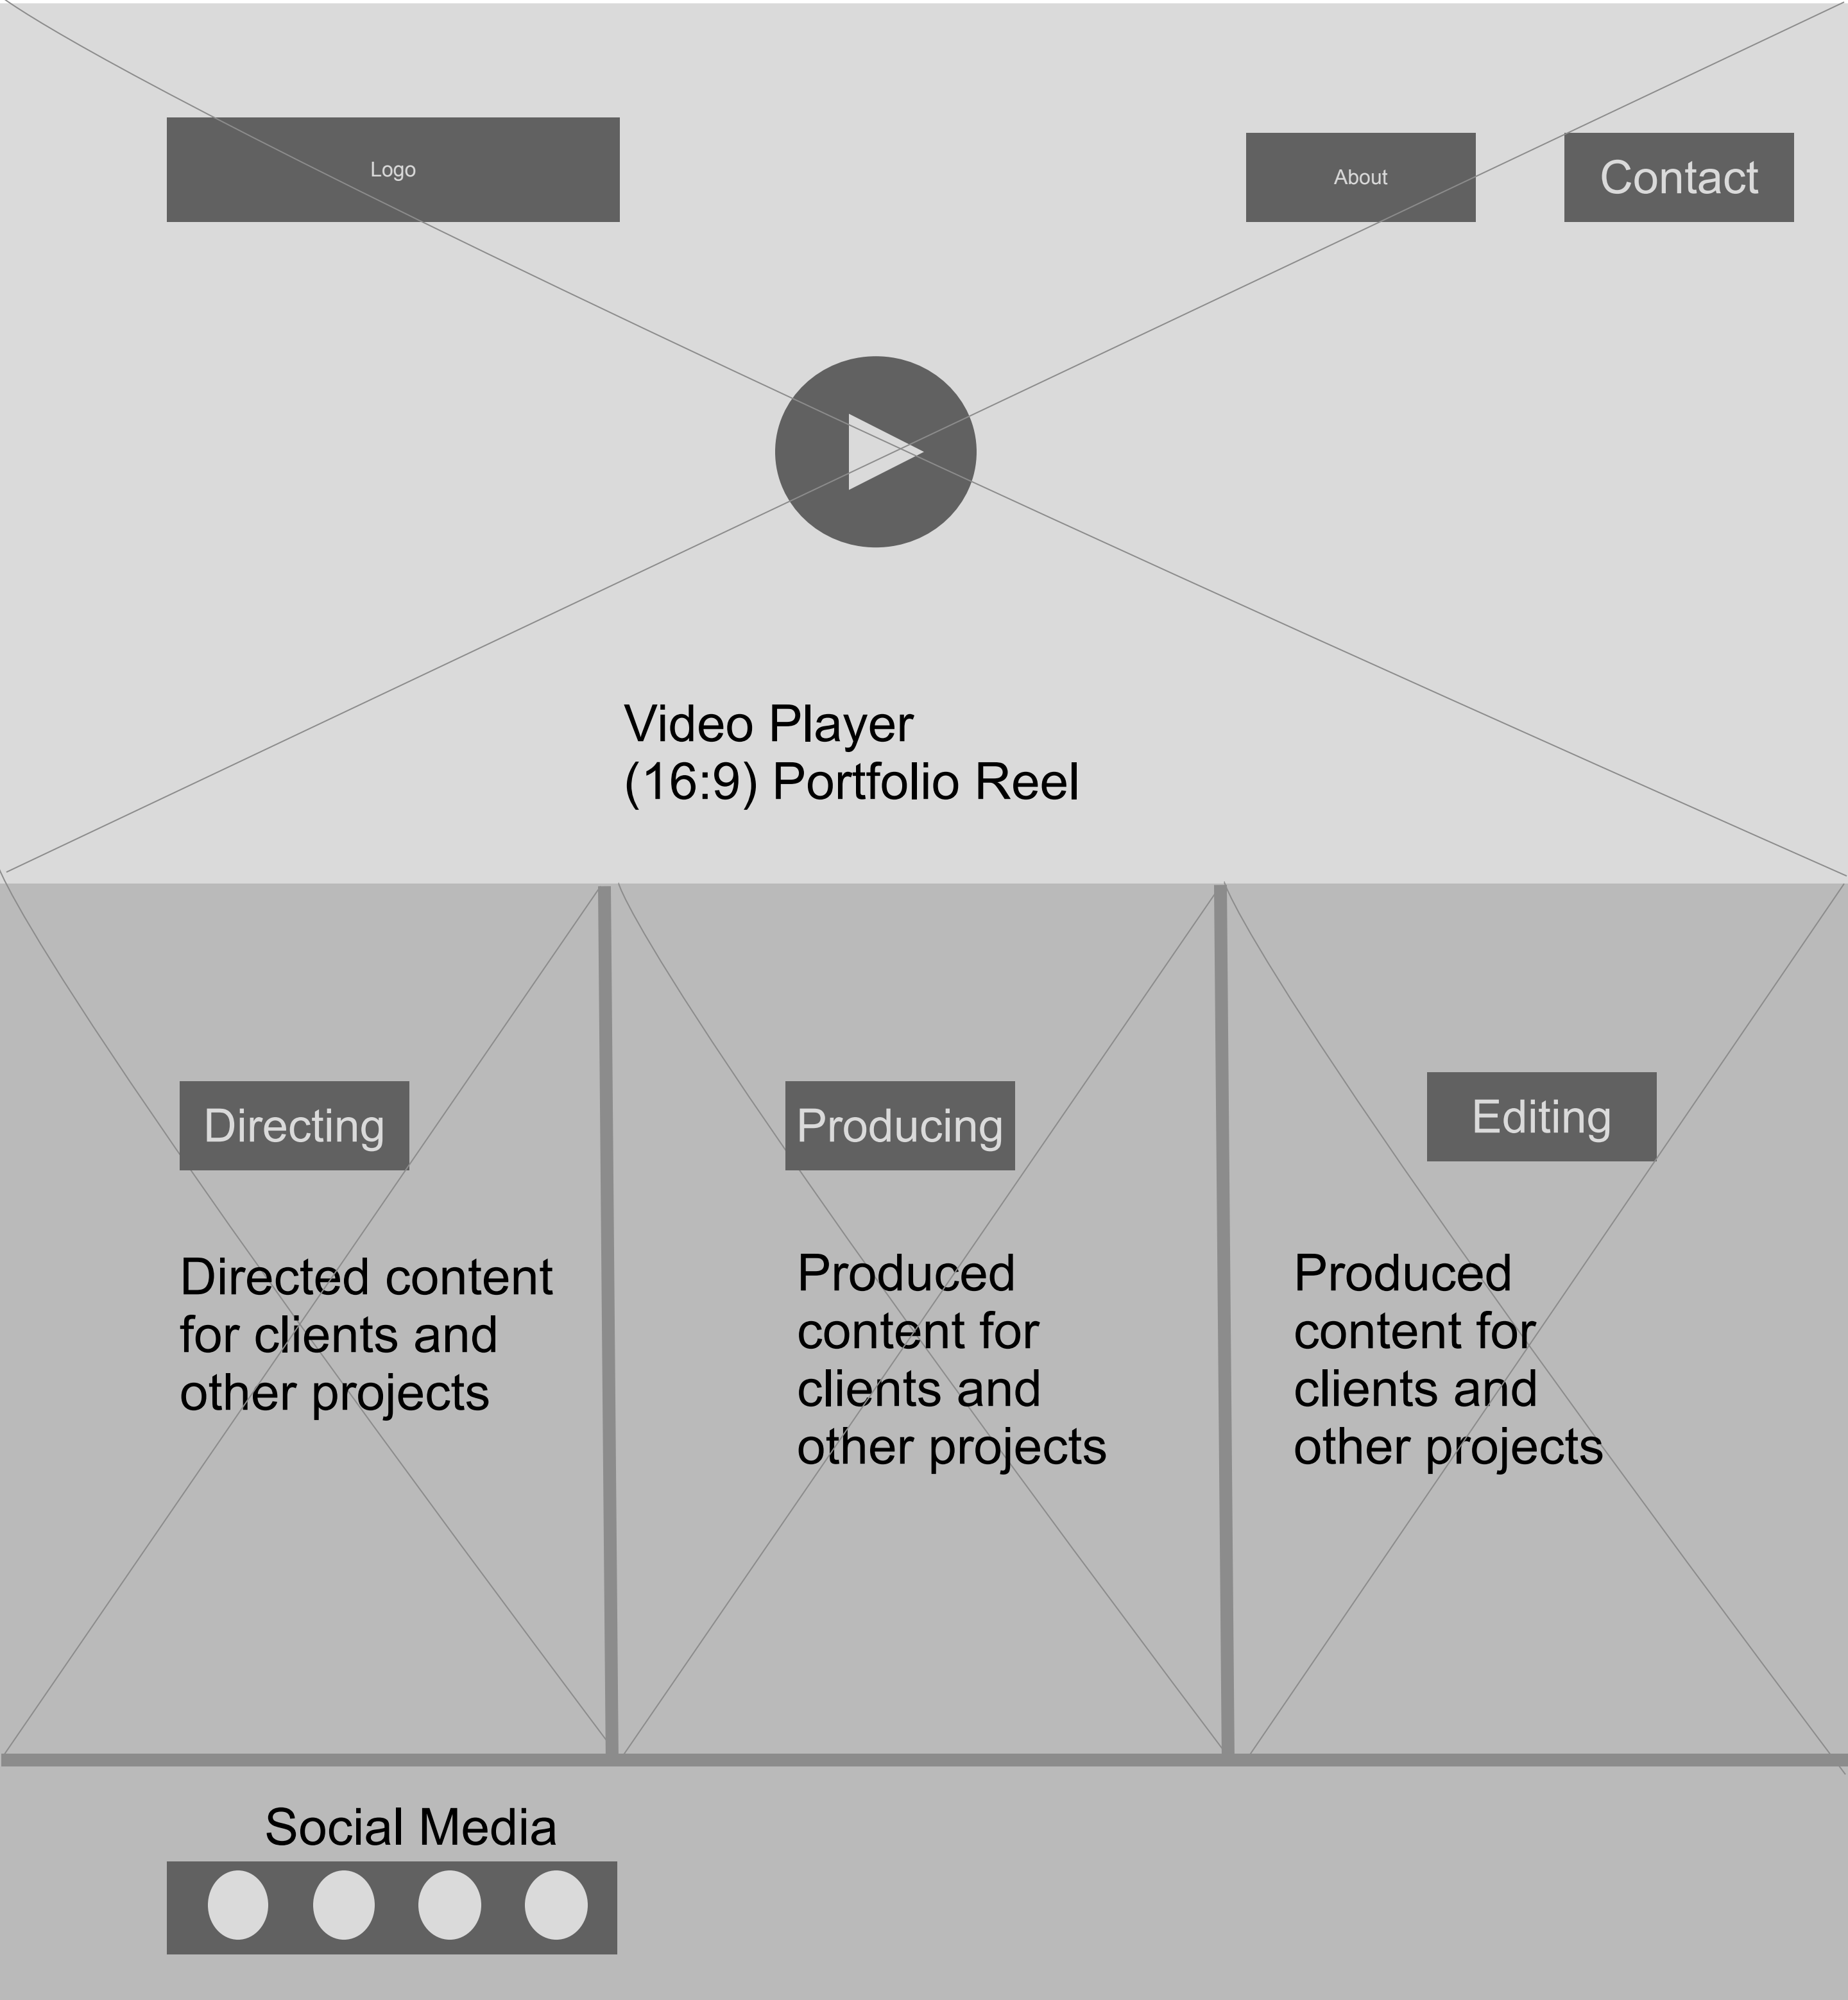 Logo
About
Contact
Video Player
(16:9) Portfolio Reel
Directing
Directed content
for clients and
other projects
Producing
Produced
content for
clients and
other projects
Editing
Produced
content for
clients and
other projects
Social Media